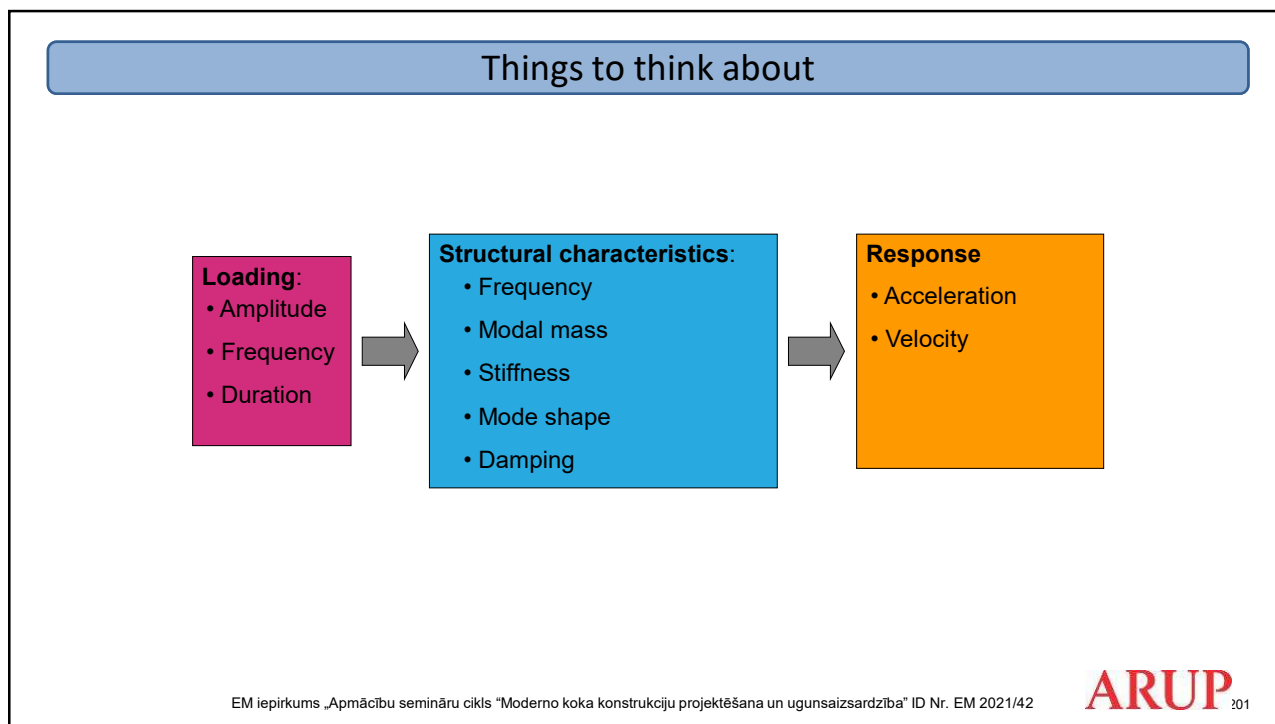 Things to think about
Loading:
• Amplitude
• Frequency
• Duration
Structural characteristics:
• Frequency
• Modal mass
• Stiffness
• Mode shape
• Damping
Response
• Acceleration
• Velocity
EM iepirkums „Apmācību semināru cikls “Moderno koka konstrukciju projektēšana un ugunsaizsardzība” ID Nr. EM 2021/42
ARUP
201